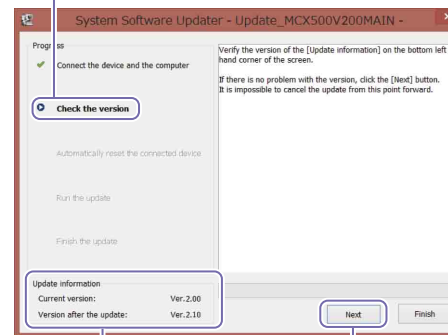 System Software Updater - Update_MCX500V200MAIN -
Progress
Connect the device and the computer
Check the version
Automatically reset the connected device
Run the update
Finish the update
Verify the version of the [Update information] on the bottom left
hand corner of the screen.
If there is no problem with the version, click the [Next] button.
It is impossible to cancel the update from this point forward.
Update information
Current version: Ver.2.00
Version after the update: Ver.2.10
Next Finish